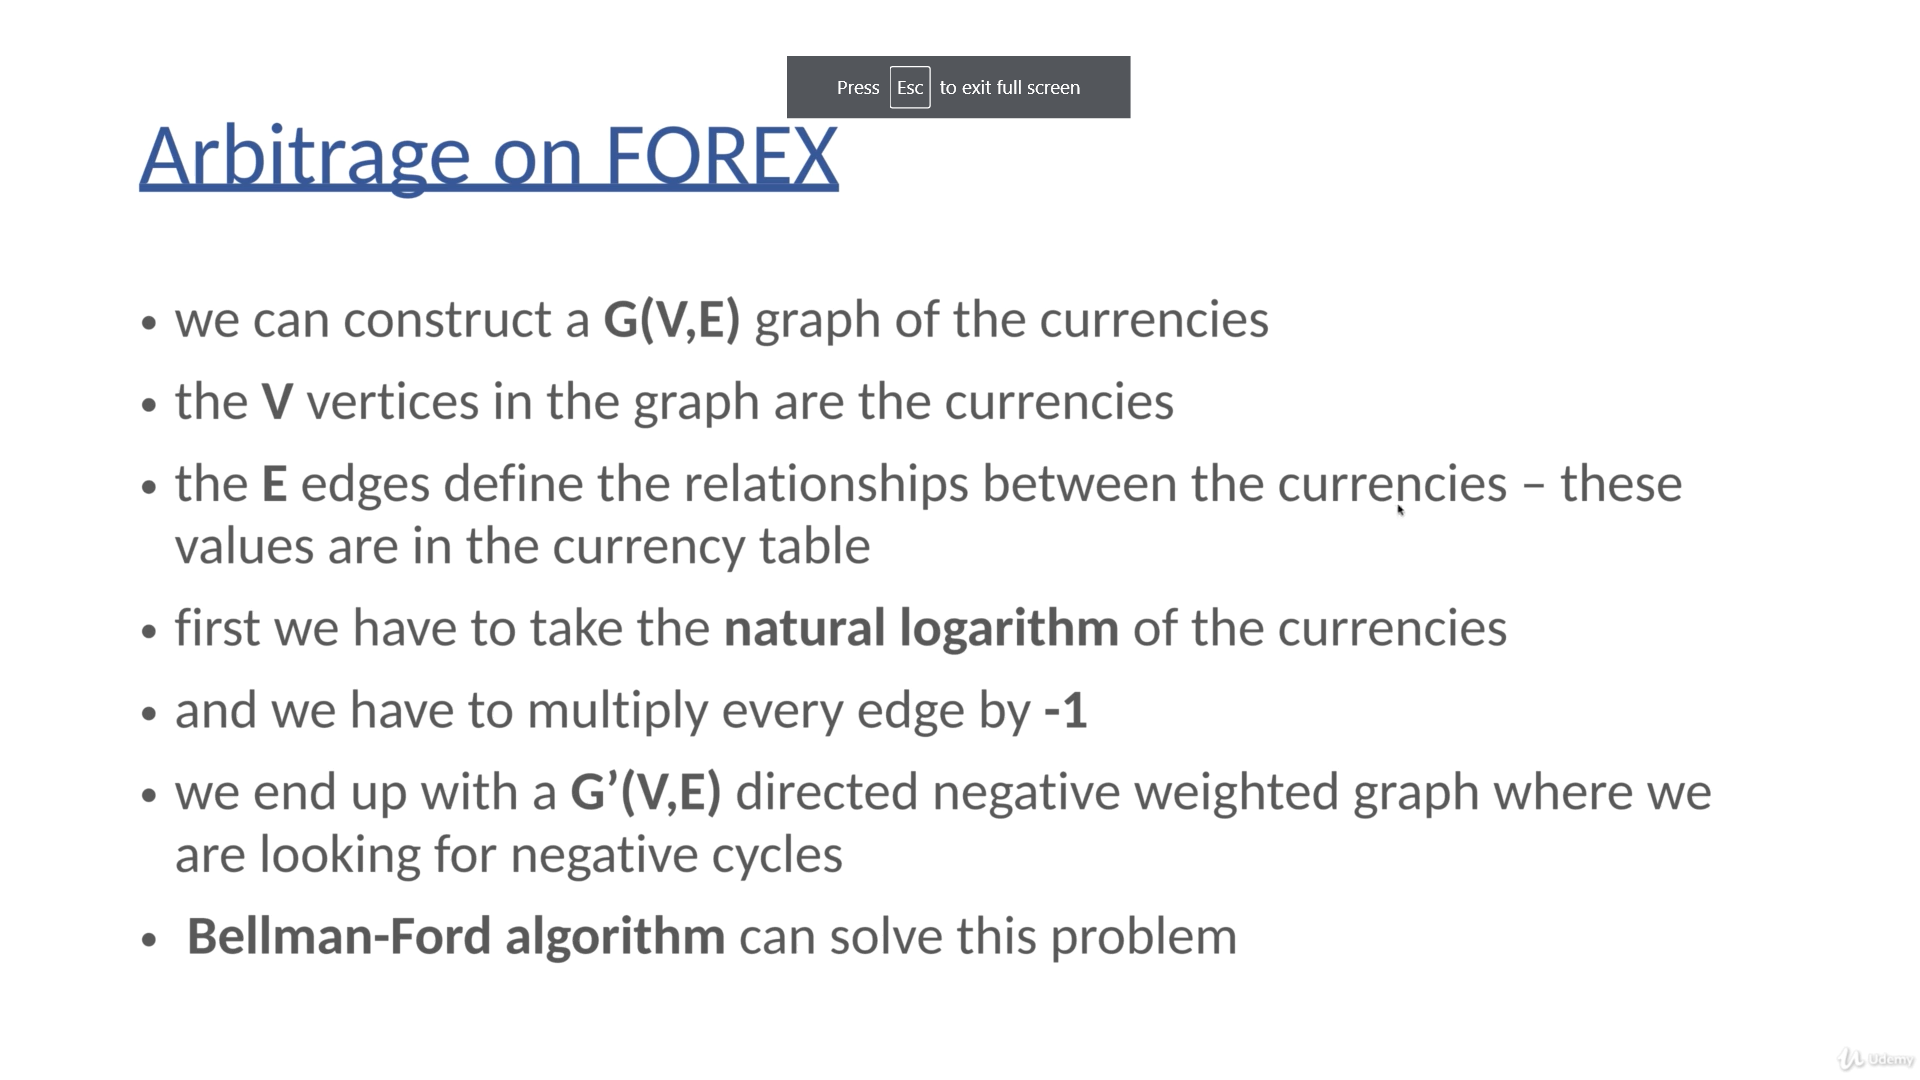 Press Esc to exit full screen
Arbitrage on FOREX
• we can construct a G(V,E) graph of the currencies
• the V vertices in the graph are the currencies
• the E edges define the relationships between the currencies – these
values are in the currency table
• first we have to take the natural logarithm of the currencies
• and we have to multiply every edge by -1
• we end up with a G’(V,E) directed negative weighted graph where we
are looking for negative cycles
• Bellman-Ford algorithm can solve this problem
Udemy